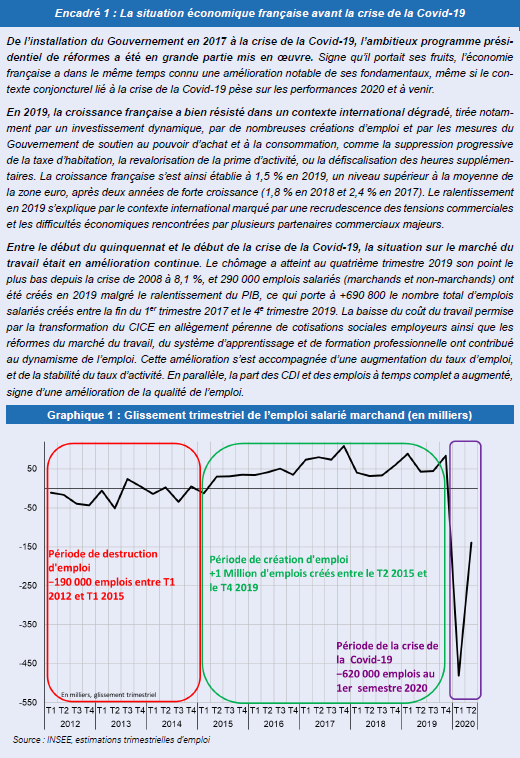 Encadré 1 : La situation économique française avant la crise de la Covid-19
De l'installation du Gouvernement en 2017 à la crise de la Covid-19, l'ambitieux programme prési-
dentiel de réformes a été en grande partie mis en œuvre. Signe qu'il portait ses fruits, l'économie
française a dans le même temps connu une amélioration notable de ses fondamentaux, même si le con-
texte conjoncturel lié à la crise de la Covid-19 pèse sur les performances 2020 et à venir.
En 2019, la croissance française a bien résisté dans un contexte international dégradé, tirée notam-
ment par un investissement dynamique, par de nombreuses créations d'emploi et par les mesures du
Gouvernement de soutien au pouvoir d'achat et à la consommation, comme la suppression progressive
de la taxe d'habitation, la revalorisation de la prime d'activité, ou la défiscalisation des heures supplémen-
taires. La croissance française s'est ainsi établie à 1,5 % en 2019, un niveau supérieur à la moyenne de
la zone euro, après deux années de forte croissance (1,8 % en 2018 et 2,4 % en 2017). Le ralentissement
en 2019 s'explique par le contexte international marqué par une recrudescence des tensions commerciales
et les difficultés économiques rencontrées par plusieurs partenaires commerciaux majeurs.
Entre le début du quinquennat et le début de la crise de la Covid-19, la situation sur le marché du
travail était en amélioration continue. Le chômage a atteint au quatrième trimestre 2019 son point le
plus bas depuis la crise de 2008 à 8,1 %, et 290 000 emplois salariés (marchands et non-marchands) ont
été créés en 2019 malgré le ralentissement du PIB, ce qui porte à +690 800 le nombre total d'emplois
salariés créés entre la fin du 1er trimestre 2017 et le 4e trimestre 2019. La baisse du coût du travail permise
par la transformation du CICE en allègement pérenne de cotisations sociales employeurs ainsi que les
réformes du marché du travail, du système d'apprentissage et de formation professionnelle ont contribué
au dynamisme de l'emploi. Cette amélioration s'est accompagnée d'une augmentation du taux d'emploi,
et de la stabilité du taux d'activité. En parallèle, la part des CDI et des emplois à temps complet a augmenté,
signe d'une amélioration de la qualité de l'emploi.
Graphique 1 : Glissement trimestriel de l'emploi salarié marchand (en milliers)
50
-50
-150
-250
-350
-450
-550
Période de destruction
d'emploi
−190 000 emplois entre T1
2012 et T1 2015
Période de création d'emploi
+1 Million d'emplois créés entre le T2 2015 et
le T4 2019
Période de la crise de
la Covid-19
−620 000 emplois au
1er semestre 2020
En milliers, glissement trimestriel
T1 T2 T3 T4 T1 T2 T3 T4 T1 T2 T3 T4 T1 T2 T3 T4 T1 T2 T3 T4 T1 T2 T3 T4 T1 T2 T3 T4 T1 T2 T3 T4 T1 T2
2012 2013 2014 2015 2016 2017 2018 2019 2020
Source : INSEE, estimations trimestrielles d'emploi